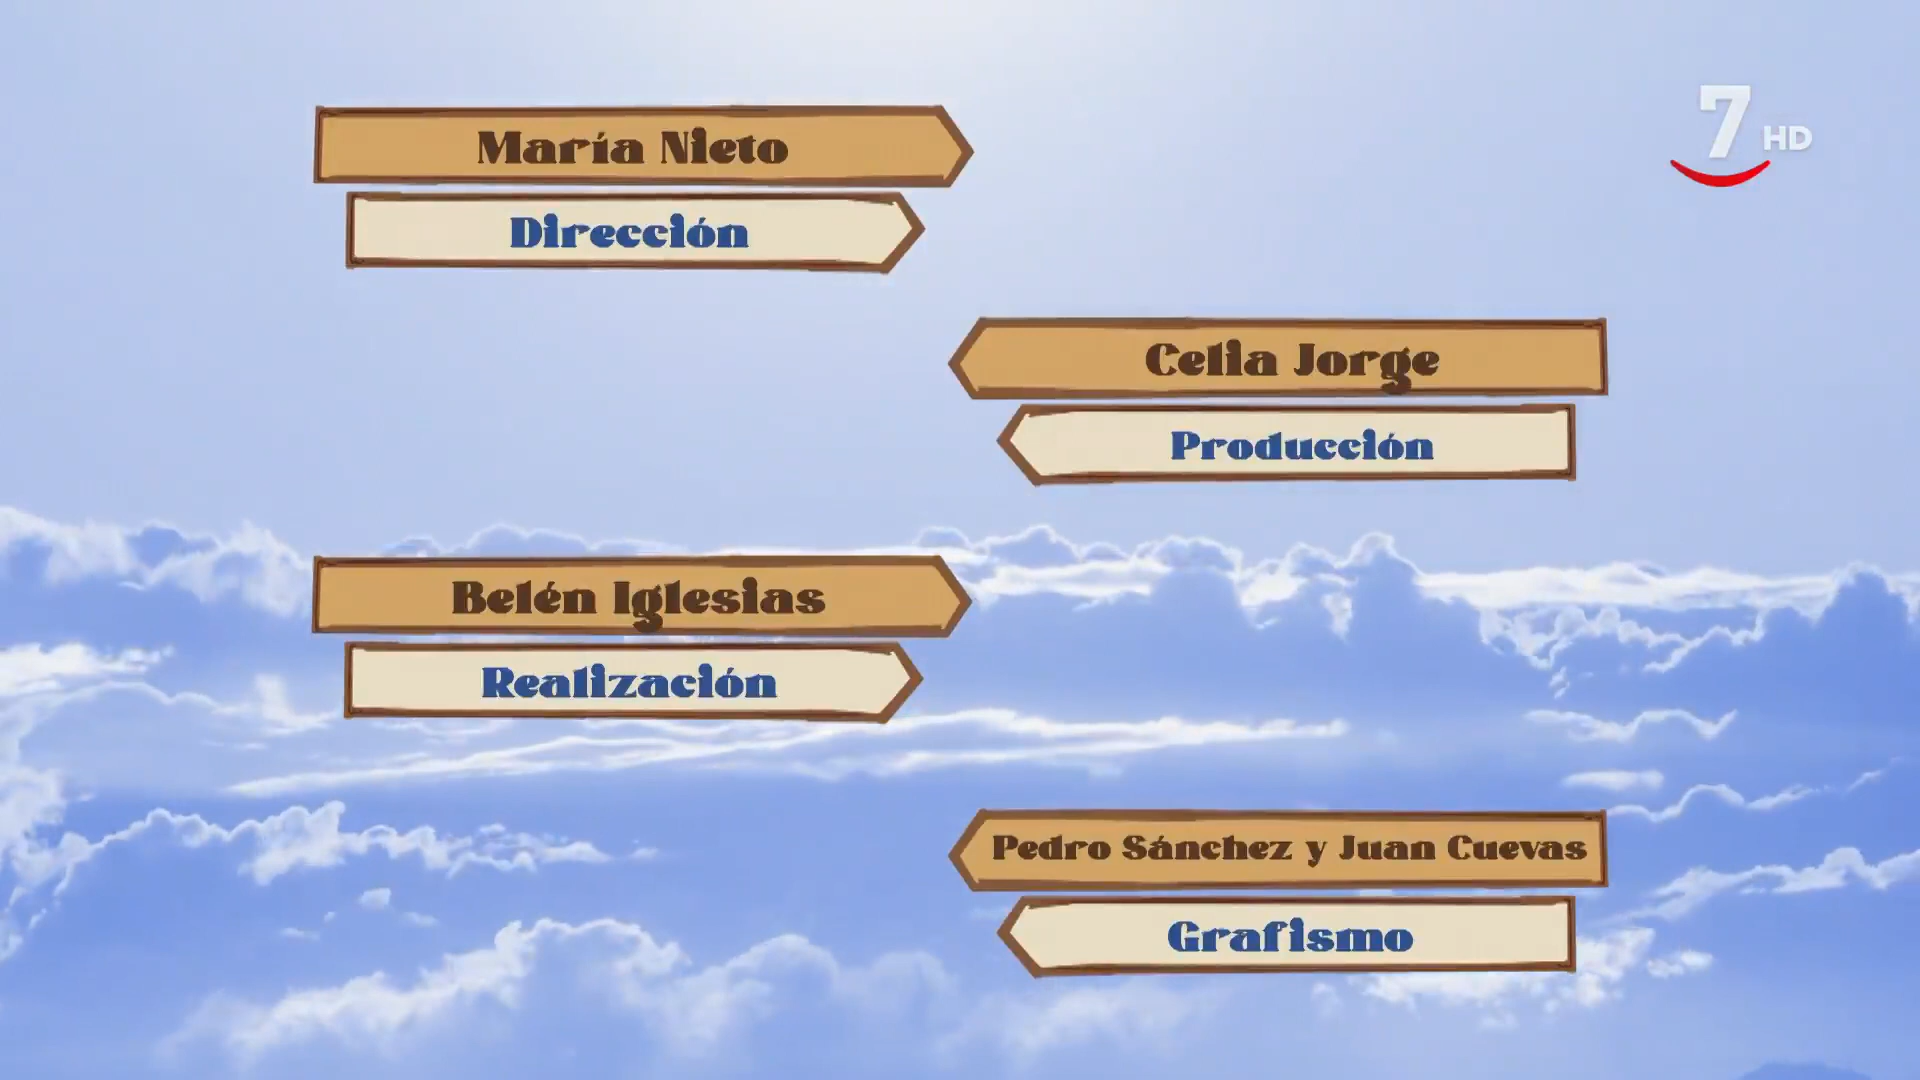 María Nieto
Dirección
7 HD
Celia Jorge
Producción
Belén Iglesias
Realización
Pedro Sánchez y Juan Cuevas
Grafismo